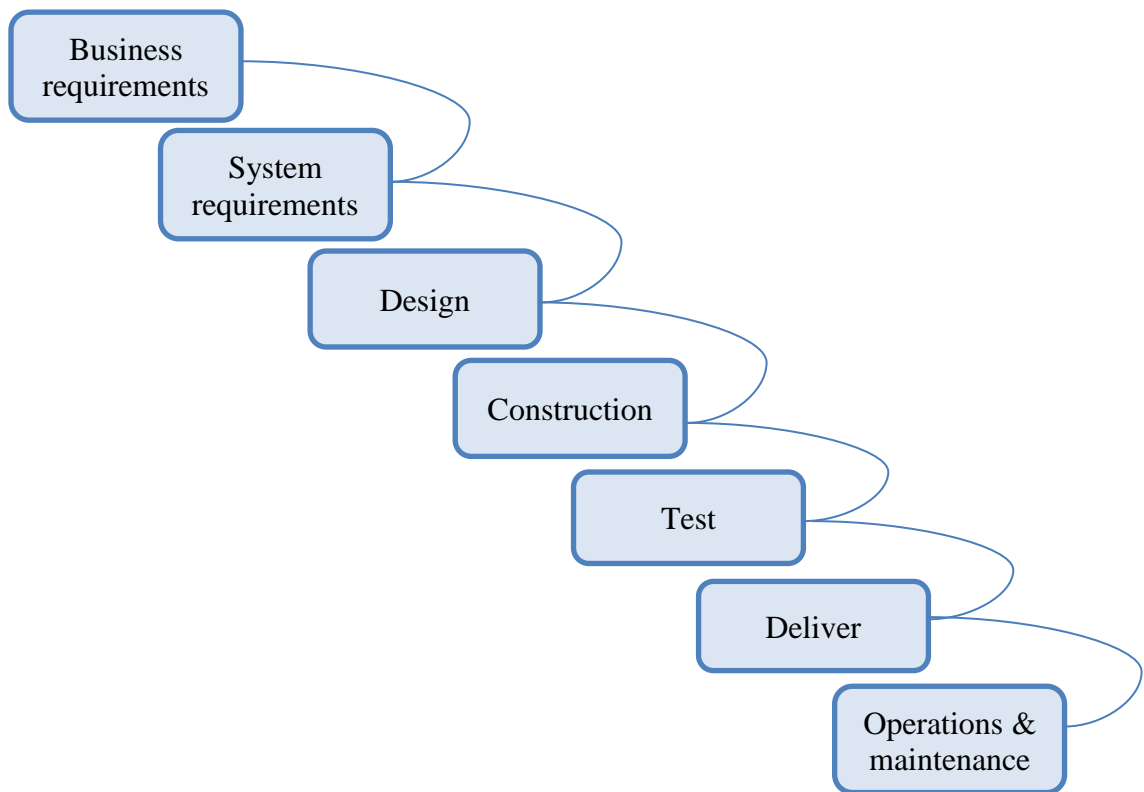 Business
requirements
System
requirements
Design
Construction
Test
Deliver
Operations &
maintenance